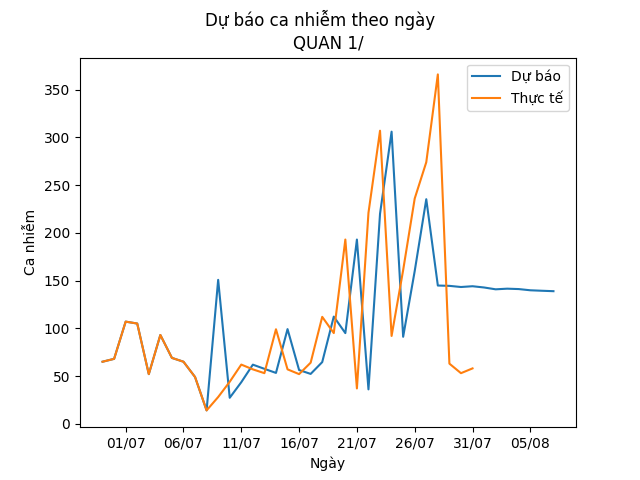 Dự báo ca nhiễm theo ngày
QUAN 1/
Dự báo
Thực tế
Ca nhiễm
350
300
250
200
150
100
50
0
01/07 06/07 11/07 16/07 21/07 26/07 31/07 05/08
Ngày